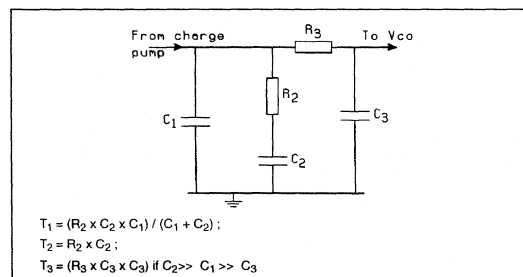 From charge
pump
R3
To Vco
R2
C1
C3
C2
T1 = (R2 x C2 x C1) / (C1 + C2) ;
T2 = R2 x C2 ;
T3 = (R3 x C3 x C3) if C2>> C1 >> C3